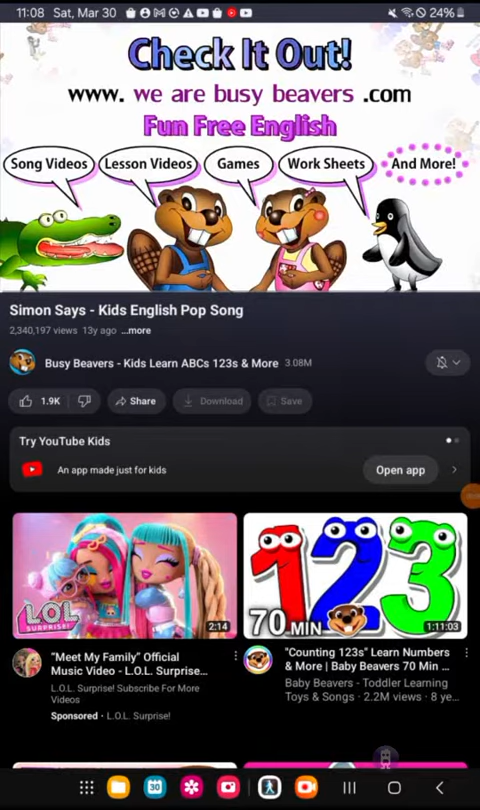 11:08 Sat, Mar 30
24%
Check It Out!
www. we are busy beavers .com
Fun Free English
Song Videos
Lesson Videos
Games
Work Sheets
And More!
Simon Says - Kids English Pop Song
2,340,197 views 13y ago ...more
Busy Beavers - Kids Learn ABCs 123s & More 3.08M
1.9K
Share
Download
Save
Try YouTube Kids
An app made just for kids
Open app
LOL
SURPRISE!
2:14
123
70 MIN
1:11:03
"Meet My Family" Official
Music Video - L.O.L. Surprise...
L.O.L. Surprise! Subscribe For More
Videos
Sponsored · L.O.L. Surprise!
"Counting 123s" Learn Numbers
& More | Baby Beavers 70 Min ...
Baby Beavers - Toddler Learning
Toys & Songs · 2.2M views · 8 ye...
30